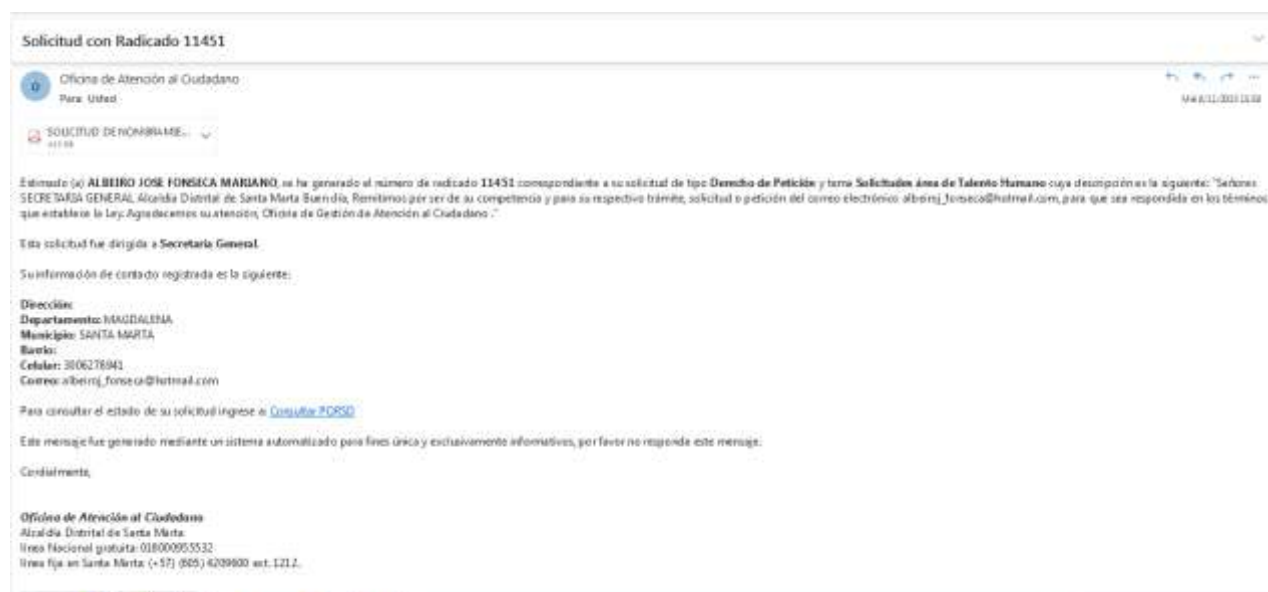 Solicitud con Radicado 11451
Oficina de Atención al Ciudadano
Para: Usted
SOLICITUD DE NOMBRAMIE...
Estimado (a) ALBEIRO JOSE FONSECA MARIANO, se ha generado el número de radicado 11451 correspondiente a su solicitud de tipo Derecho de Petición y tema Solicitudes área de Talento Humano cuya descripción es la siguiente: "Señores
SECRETARIA GENERAL Alcaldía Distrital de Santa Marta Buen día, Remitimos por ser de su competencia y para su respectivo trámite, solicitud o petición del correo electrónico albeiroj_fonseca@hotmail.com, para que sea respondida en los términos
que establece la Ley. Agradecemos su atención, Oficina de Gestión de Atención al Ciudadano ."
Esta solicitud fue dirigida a Secretaría General.
Su información de contacto registrada es la siguiente:
Dirección:
Departamento: MAGDALENA
Municipio: SANTA MARTA
Barrio:
Celular: 3006278941
Correo: albeiroj_fonseca@hotmail.com
Para consultar el estado de su solicitud ingrese a: Consultar PQRSD
Este mensaje fue generado mediante un sistema automatizado para fines única y exclusivamente informativos, por favor no responda este mensaje.
Cordialmente,
Oficina de Atención al Ciudadano
Alcaldía Distrital de Santa Marta
línea Nacional gratuita: 018000955532
línea fija en Santa Marta: (+57) (605) 4209600 ext. 1212.